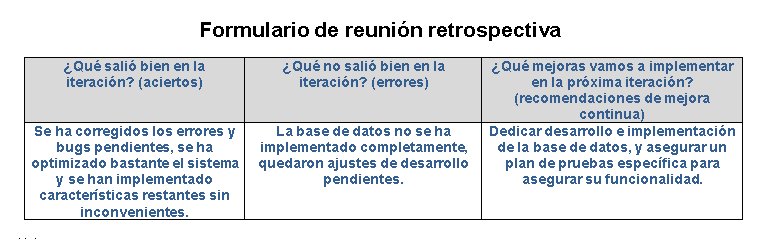 Formulario de reunión retrospectiva
¿Qué salió bien en la
iteración? (aciertos)
¿Qué no salió bien en la
iteración? (errores)
¿Qué mejoras vamos a implementar
en la próxima iteración?
(recomendaciones de mejora
continua)
Se ha corregidos los errores y
bugs pendientes, se ha
optimizado bastante el sistema
y se han implementado
características restantes sin
inconvenientes.
La base de datos no se ha
implementado completamente,
quedaron ajustes de desarrollo
pendientes.
Dedicar desarrollo e implementación
de la base de datos, y asegurar un
plan de pruebas específica para
asegurar su funcionalidad.